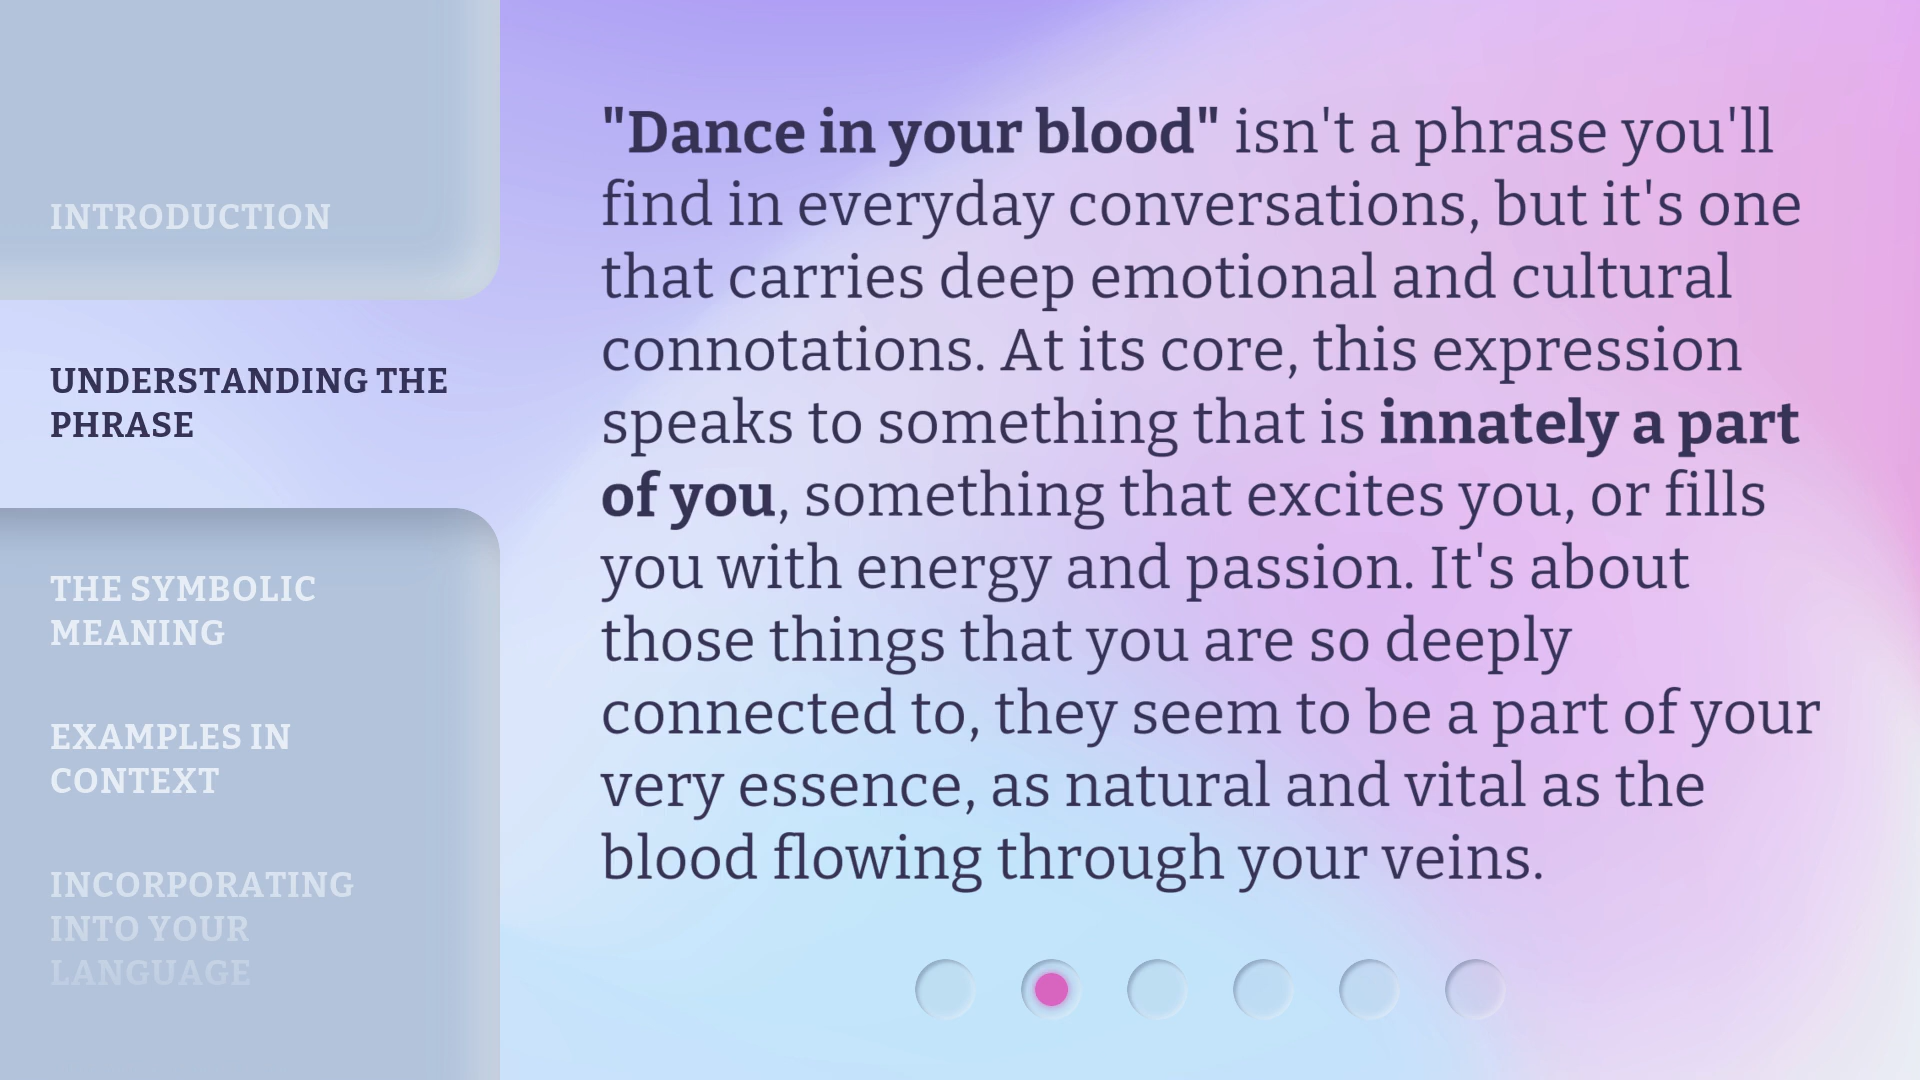 INTRODUCTION
UNDERSTANDING THE
PHRASE
THE SYMBOLIC
MEANING
EXAMPLES IN
CONTEXT
INCORPORATING
INTO YOUR
LANGUAGE
"Dance in your blood" isn't a phrase you'll
find in everyday conversations, but it's one
that carries deep emotional and cultural
connotations. At its core, this expression
speaks to something that is innately a part
of you, something that excites you, or fills
you with energy and passion. It's about
those things that you are so deeply
connected to, they seem to be a part of your
very essence, as natural and vital as the
blood flowing through your veins.